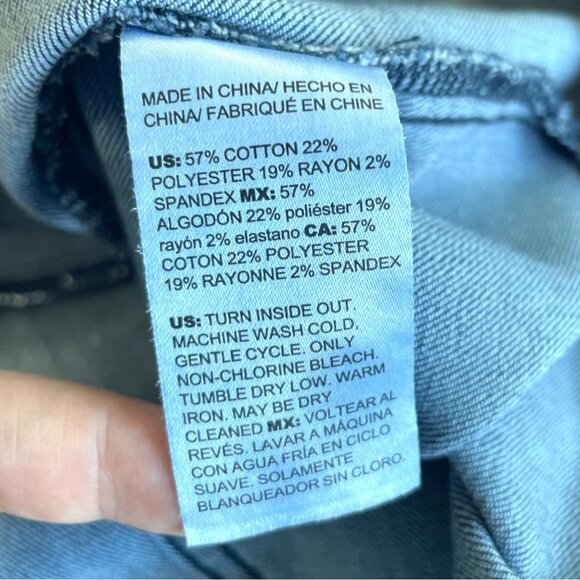 MADE IN CHINA/ HECHO EN
CHINA/ FABRIQUÉ EN CHINE
US: 57% COTTON 22%
POLYESTER 19% RAYON 2%
SPANDEX MX: 57%
ALGODÓN 22% poliéster 19%
rayón 2% elastano CA: 57%
COTON 22% POLYESTER
19% RAYONNE 2% SPANDEX
US: TURN INSIDE OUT.
MACHINE WASH COLD,
GENTLE CYCLE. ONLY
NON-CHLORINE BLEACH.
TUMBLE DRY LOW. WARM
IRON. MAY BE DRY
CLEANED MX: VOLTEAR AL
REVÉS. LAVAR A MÁQUINA
CON AGUA FRÍA EN CICLO
SUAVE. SOLAMENTE
BLANQUEADOR SIN CLORO.